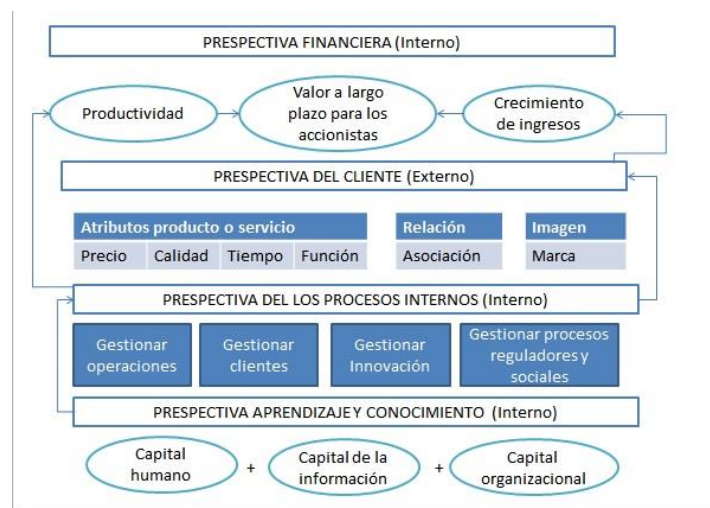 PRESPECTIVA FINANCIERA (Interno)
Productividad
Valor a largo
plazo para los
accionistas
Crecimiento
de ingresos
PRESPECTIVA DEL CLIENTE (Externo)
Atributos producto o servicio
Precio Calidad Tiempo Función
Relación
Asociación
Imagen
Marca
PRESPECTIVA DEL LOS PROCESOS INTERNOS (Interno)
Gestionar
operaciones
Gestionar
clientes
Gestionar
Innovación
Gestionar procesos
reguladores y
sociales
PRESPECTIVA APRENDIZAJE Y CONOCIMIENTO (Interno)
Capital
humano
+
Capital de la
información
+
Capital
organizacional